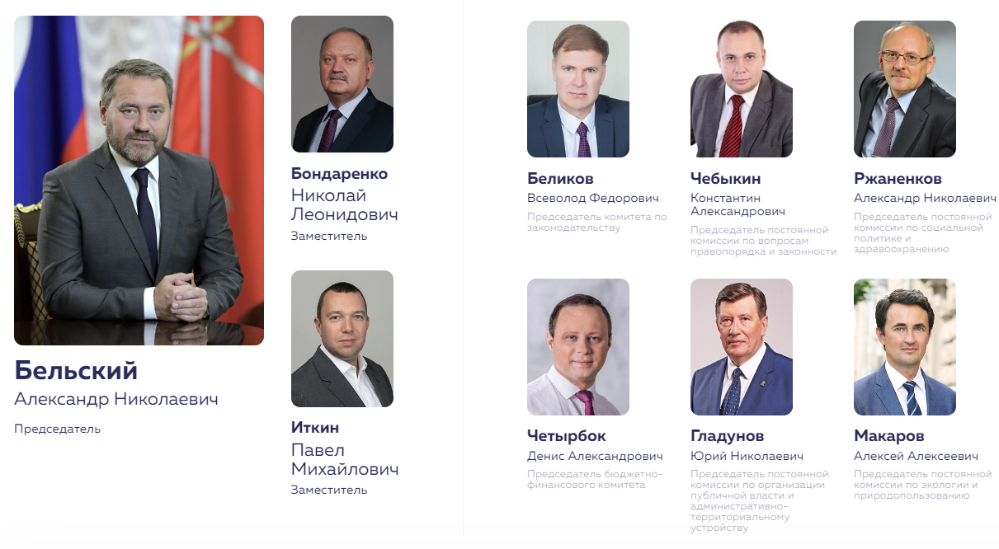 Бельский
Александр Николаевич
Председатель
Бондаренко
Николай
Леонидович
Заместитель
Иткин
Павел
Михайлович
Заместитель
Беликов
Всеволод Федорович
Председатель комитета по
законодательству
Чебыкин
Константин
Александрович
Председатель постоянной
комиссии по вопросам
правопорядка и законности
Ржаненков
Александр Николаевич
Председатель постоянной
комиссии по социальной
политике и
здравоохранению
Четырбок
Денис Александрович
Председатель бюджетно-
финансового комитета
Гладунов
Юрий Николаевич
Председатель постоянной
комиссии по организации
публичной власти и
административно-
территориальному
устройству
Макаров
Алексей Алексеевич
Председатель постоянной
комиссии по экологии и
природопользованию